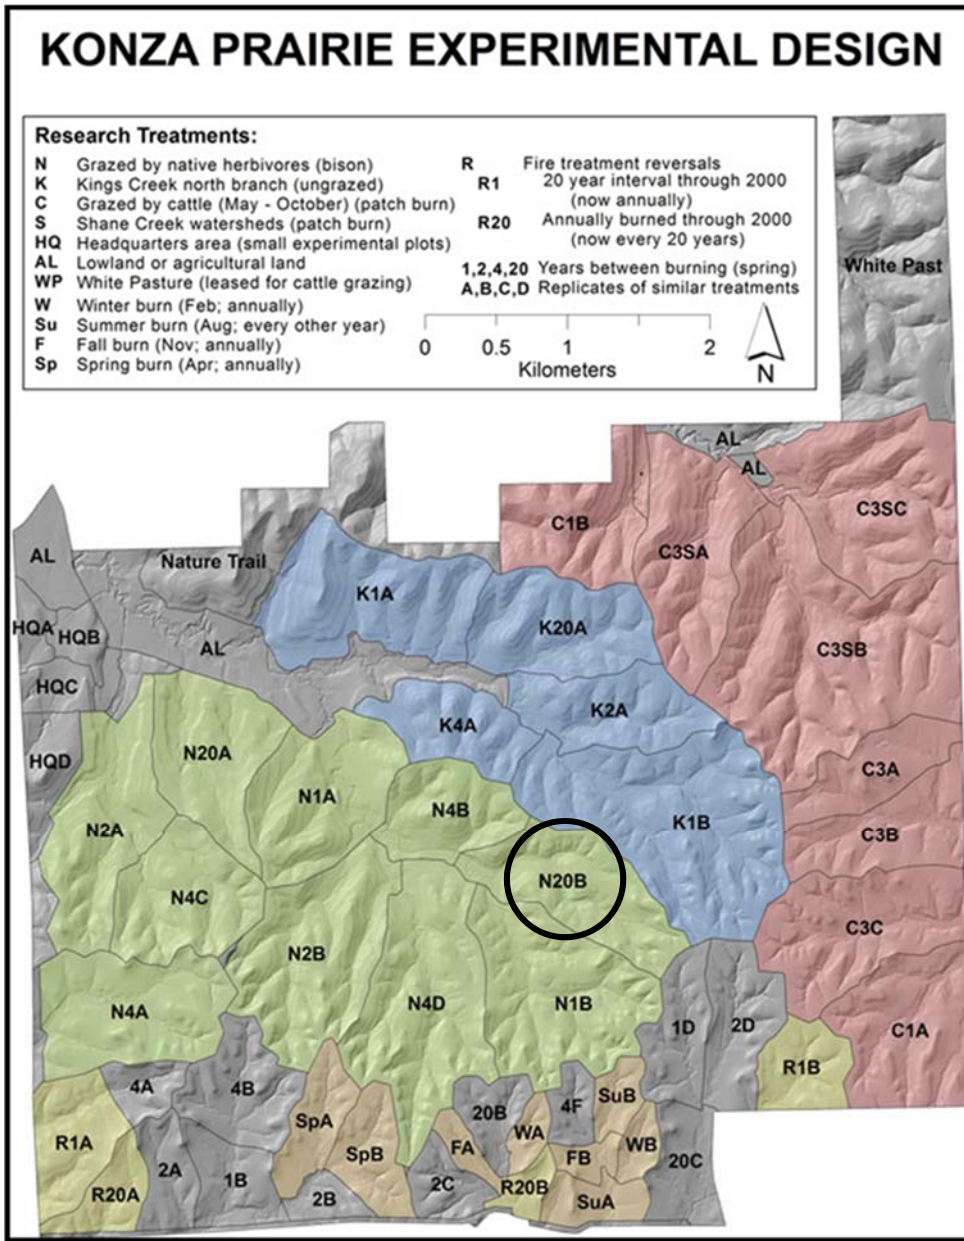 KONZA PRAIRIE EXPERIMENTAL DESIGN
Research Treatments:
N Grazed by native herbivores (bison)
K Kings Creek north branch (ungrazed)
C Grazed by cattle (May - October) (patch burn)
S Shane Creek watersheds (patch burn)
HQ Headquarters area (small experimental plots)
AL Lowland or agricultural land
WP White Pasture (leased for cattle grazing)
W Winter burn (Feb; annually)
Su Summer burn (Aug; every other year)
F Fall burn (Nov; annually)
Sp Spring burn (Apr; annually)
R Fire treatment reversals
R1 20 year interval through 2000
(now annually)
R20 Annually burned through 2000
(now every 20 years)
1,2,4,20 Years between burning (spring)
A,B,C,D Replicates of similar treatments
0 0.5 1 2
Kilometers
N
White Past
AL
AL
C3SC
C1B
C3SA
AL
Nature Trail
K1A
K20A
HQA
HQB
AL
C3SB
HQC
K2A
K4A
HQD
N20A
C3A
N1A
N4B
K1B
N2A
C3B
N20B
N4C
C3C
N2B
N4D
N1B
N4A
1D
2D
C1A
R1B
4A
4B
SuB
20B
4F
SpA
WA
R1A
FA
WB
SpB
FB
20C
2A
1B
2C
R20B
R20A
2B
SuA